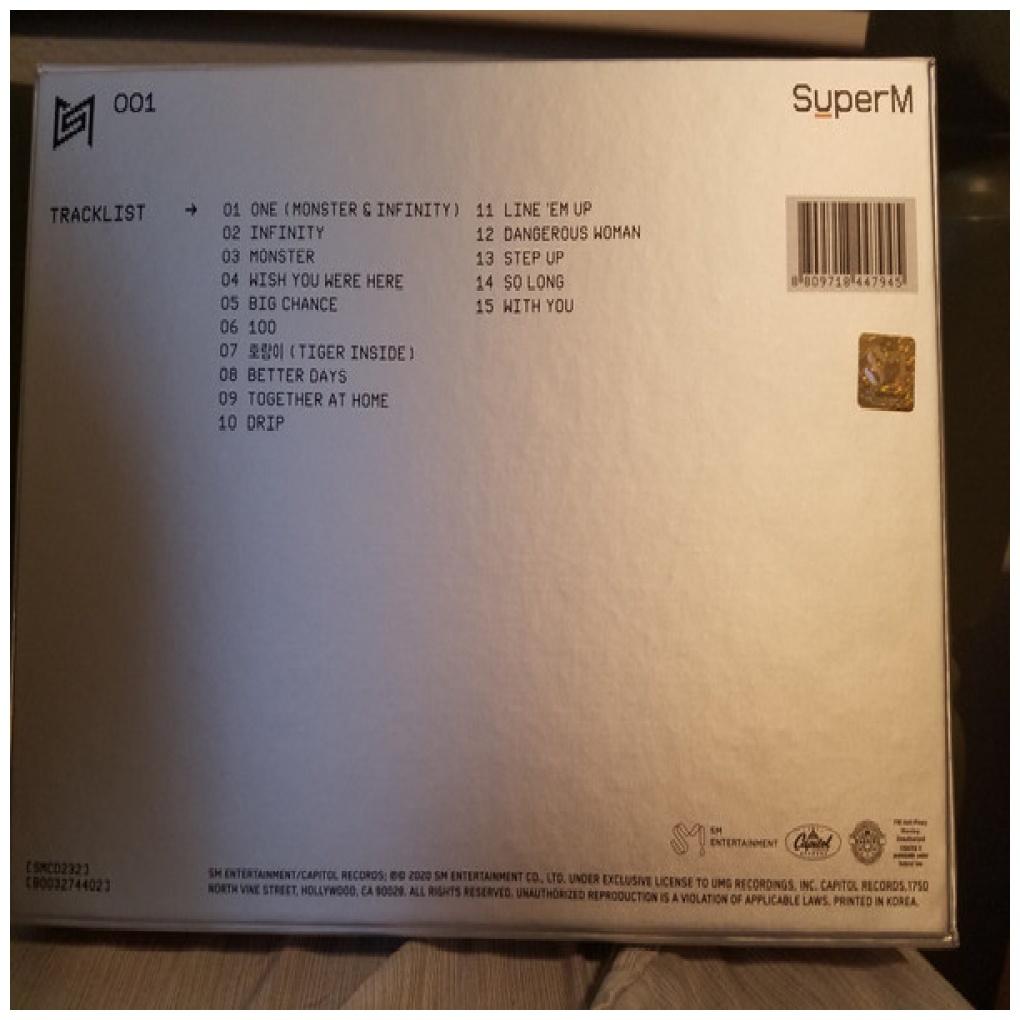 001
SuperM
TRACKLIST →
01 ONE (MONSTER & INFINITY)
02 INFINITY
03 MONSTER
04 WISH YOU WERE HERE
05 BIG CHANCE
06 100
07 호랑이 (TIGER INSIDE)
08 BETTER DAYS
09 TOGETHER AT HOME
10 DRIP
11 LINE 'EM UP
12 DANGEROUS WOMAN
13 STEP UP
14 SO LONG
15 WITH YOU
8 809718 447945
SM
ENTERTAINMENT
Capitol
[SMCD232]
[B003274402]
SM ENTERTAINMENT/CAPITOL RECORDS; ℗© 2020 SM ENTERTAINMENT CO., LTD. UNDER EXCLUSIVE LICENSE TO UMG RECORDINGS, INC. CAPITOL RECORDS,1750
NORTH VINE STREET, HOLLYWOOD, CA 90028. ALL RIGHTS RESERVED. UNAUTHORIZED REPRODUCTION IS A VIOLATION OF APPLICABLE LAWS. PRINTED IN KOREA.